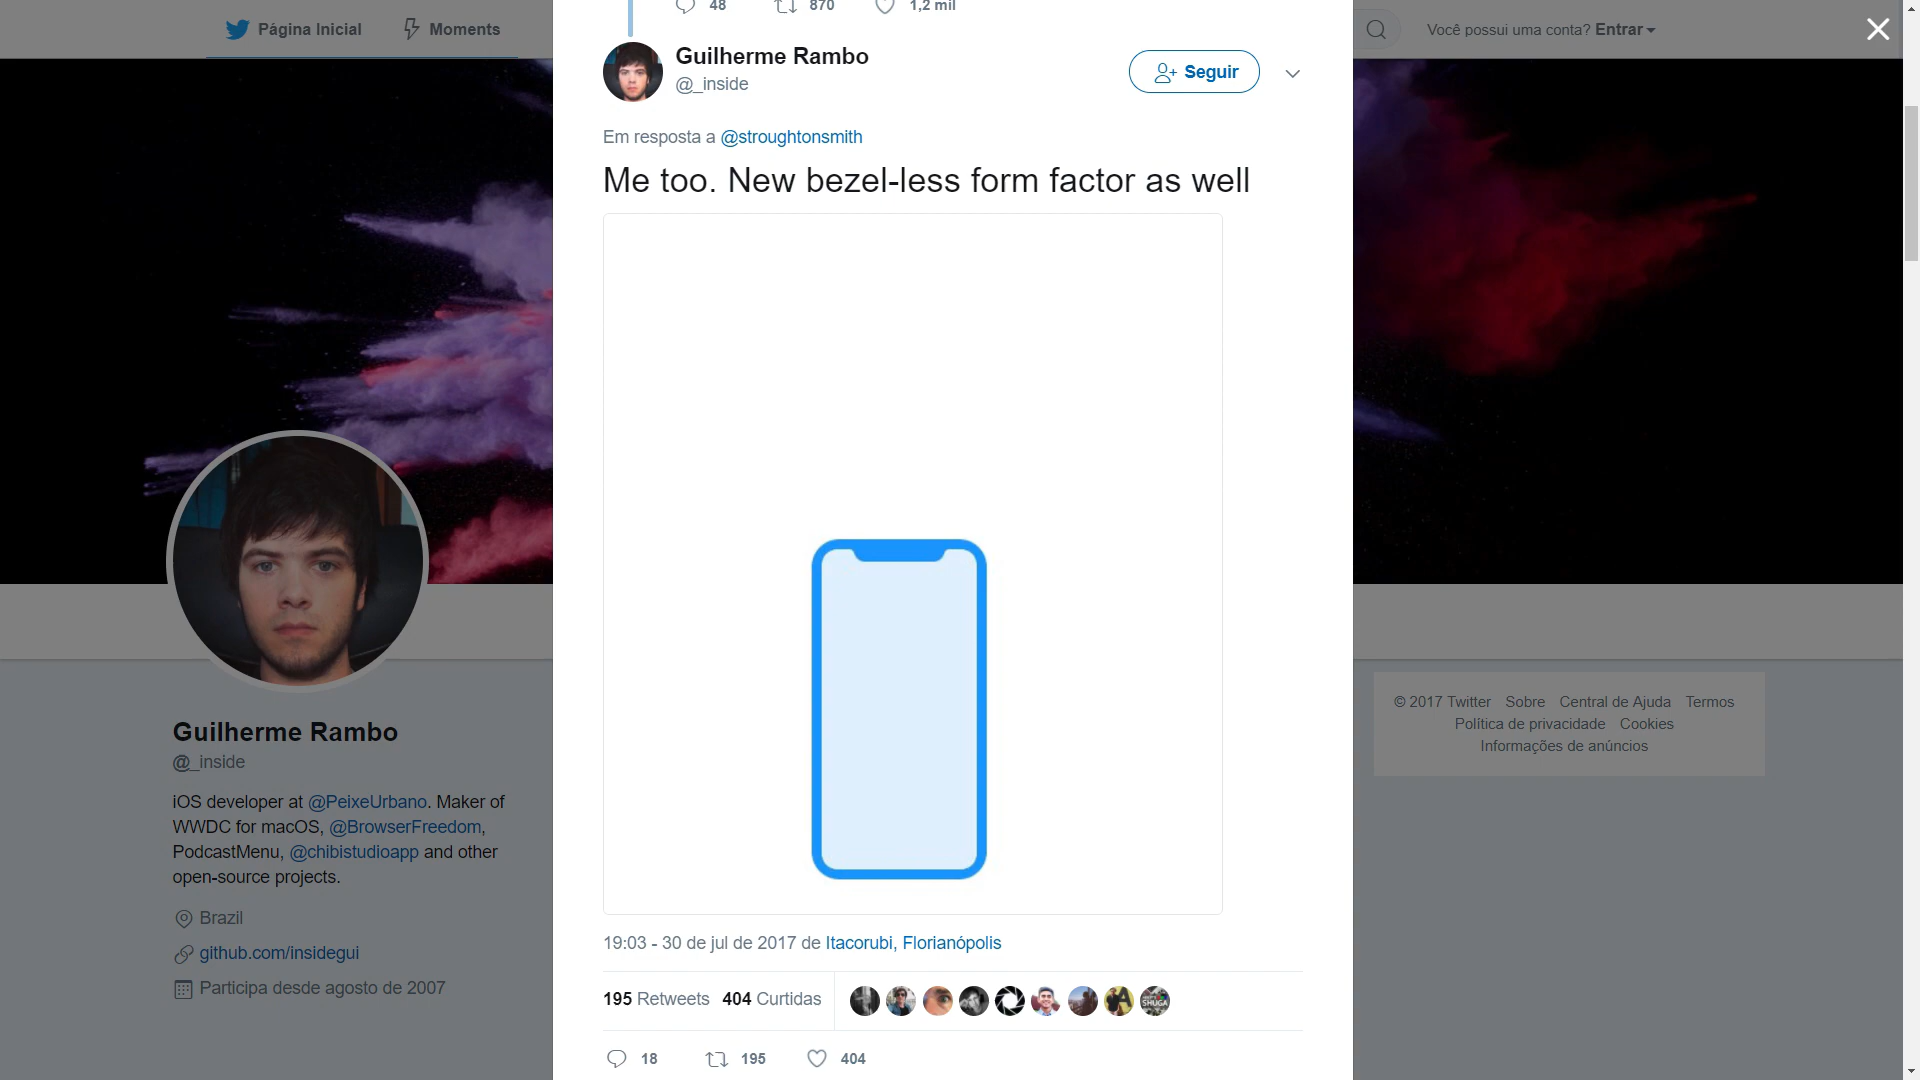 Página Inicial
Moments
Você possui uma conta? Entrar
48
870
1,2 mil
Guilherme Rambo
@_inside
Seguir
Em resposta a @stroughtonsmith
Me too. New bezel-less form factor as well
19:03 - 30 de jul de 2017 de Itacorubi, Florianópolis
195 Retweets 404 Curtidas
SHUGA
18
195
404
Guilherme Rambo
@_inside
iOS developer at @PeixeUrbano. Maker of
WWDC for macOS, @BrowserFreedom,
PodcastMenu, @chibistudioapp and other
open-source projects.
Brazil
github.com/insidegui
Participa desde agosto de 2007
© 2017 Twitter Sobre Central de Ajuda Termos
Política de privacidade Cookies
Informações de anúncios